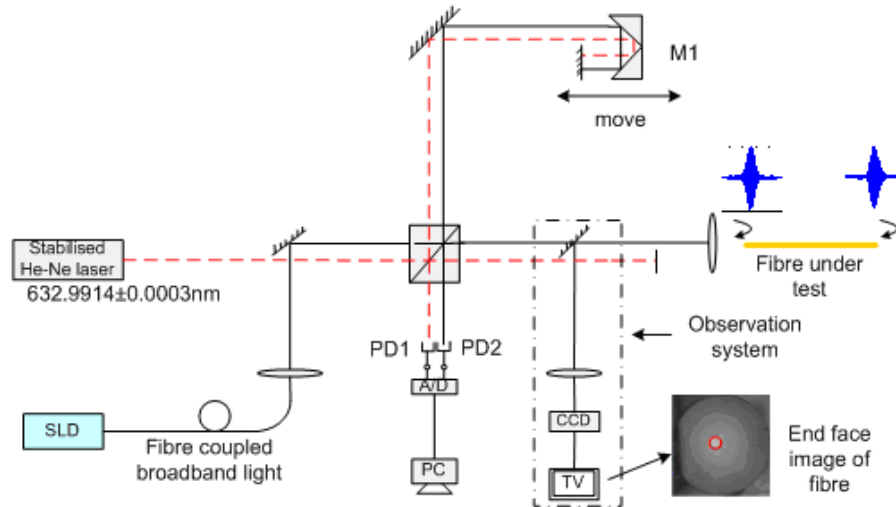 M1
move
Stabilised
He-Ne laser
632.9914±0.0003nm
Fibre under
test
PD1
PD2
Observation
system
A/D
SLD
Fibre coupled
broadband light
CCD
PC
TV
End face
image of
fibre